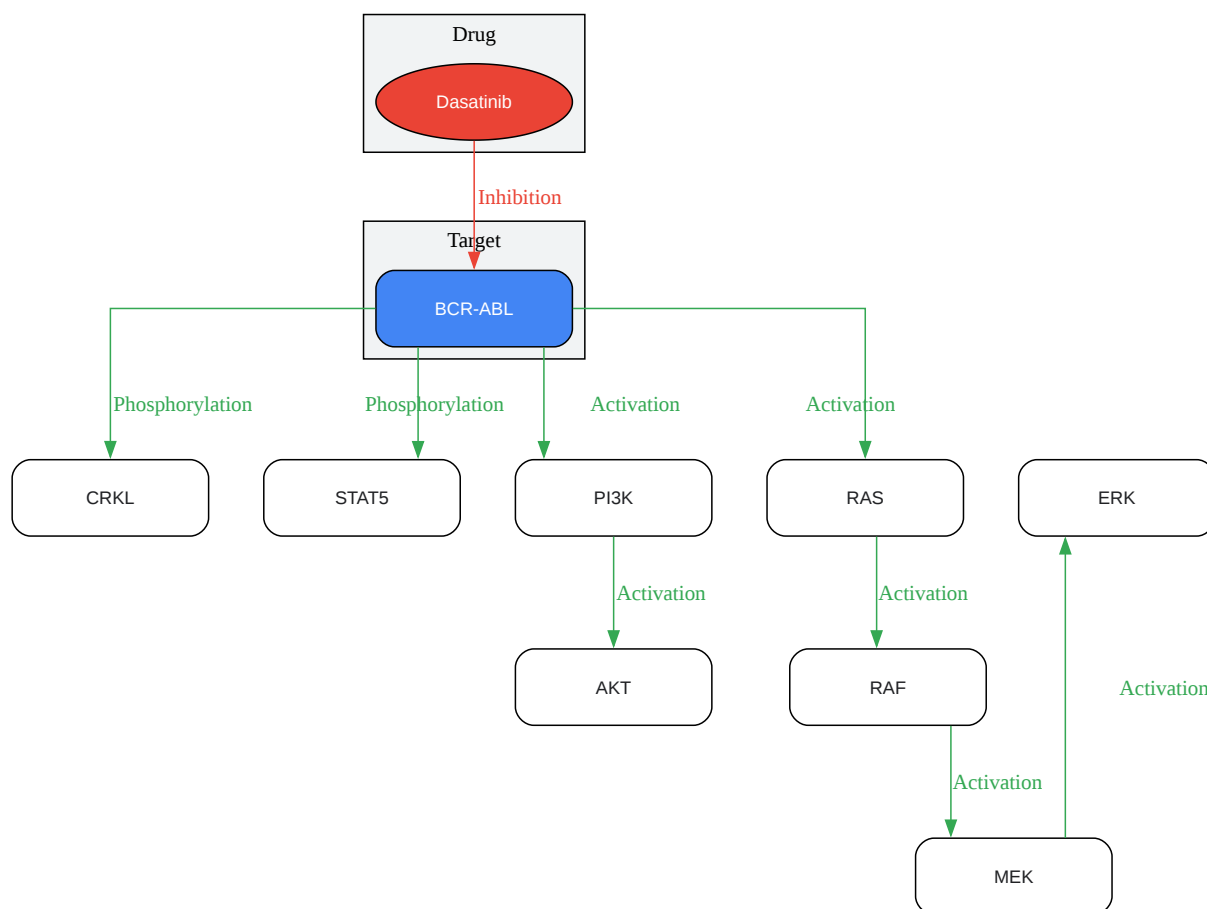 Drug
Dasatinib
Inhibition
Target
BCR-ABL
Phosphorylation
Phosphorylation
Activation
Activation
CRKL
STAT5
PI3K
RAS
ERK
Activation
Activation
AKT
RAF
Activation
Activation
MEK